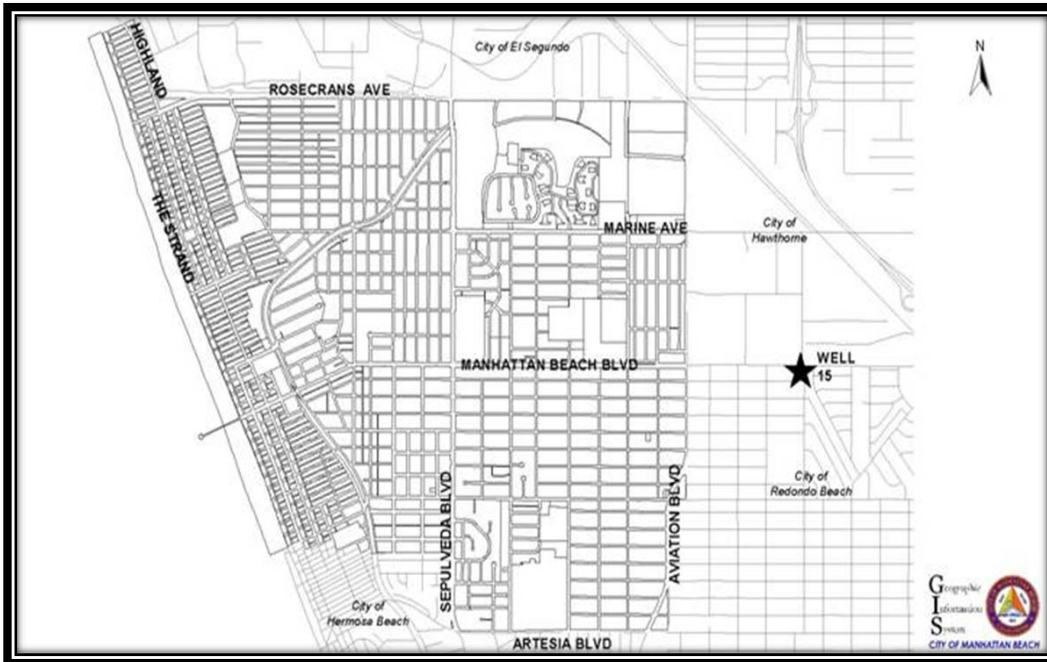 HIGHLAND
City of El Segundo
N
ROSECRANS AVE
THE STRAND
MARINE AVE
City of
Hawthorne
MANHATTAN BEACH BLVD
WELL
15
SEPULVEDA BLVD
AVIATION BLVD
City of
Redondo Beach
City of
Hermosa Beach
ARTESIA BLVD
Geographic
Information
System
CITY OF MANHATTAN BEACH